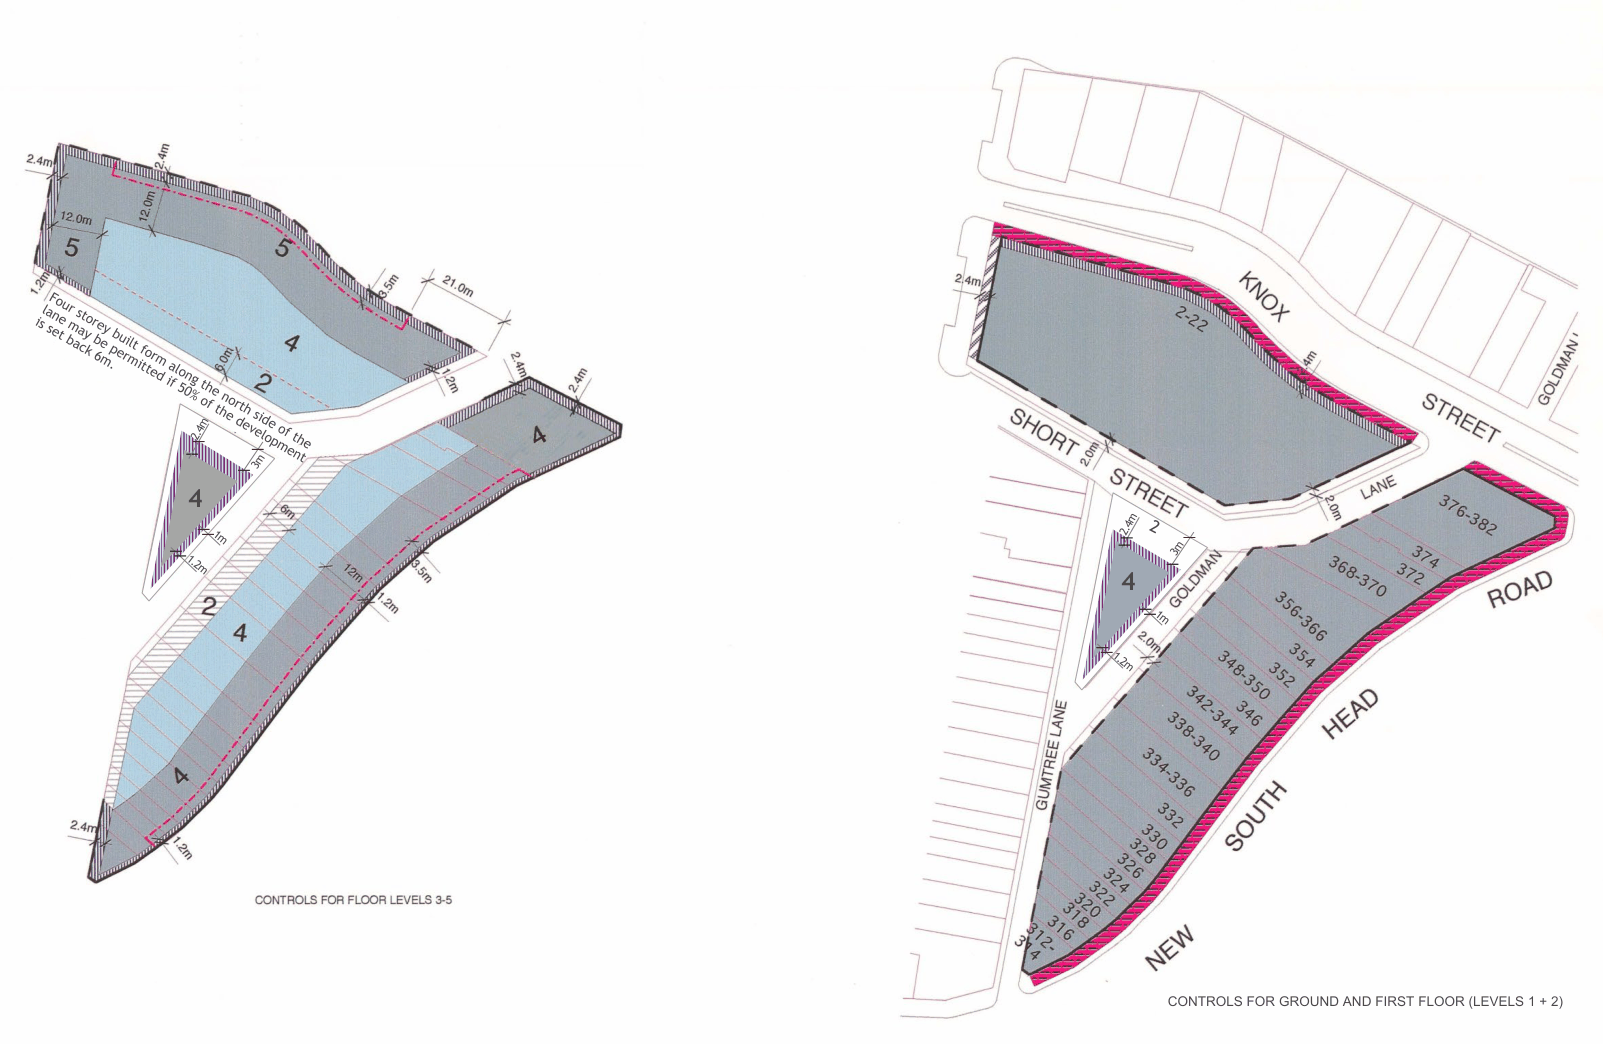 2.4m
2.4m
12.0m
12.0m
5
5
3.5m
21.0m
1.2m
4
6.0m
2
1.2m
Four storey built form along the north side of the
lane may be permitted if 50% of the development
is set back 6m.
2.4m
2.4m
4
2.4m
3m
4
1m
1.2m
6m
12m
3.5m
1.2m
2
4
4
2.4m
1.2m
CONTROLS FOR FLOOR LEVELS 3-5
KNOX
STREET
GOLDMAN
2.4m
2-22
SHORT
STREET
2.0m
2.0m
LANE
2.4m
2
3m
4
1m
1.2m
GOLDMAN
2.0m
GUMTREE LANE
376-382
374
372
368-370
356-366
354
352
348-350
346
342-344
338-340
334-336
332
330
328
326
324
322
320
318
316
312-
314
NEW
SOUTH
HEAD
ROAD
CONTROLS FOR GROUND AND FIRST FLOOR (LEVELS 1 + 2)